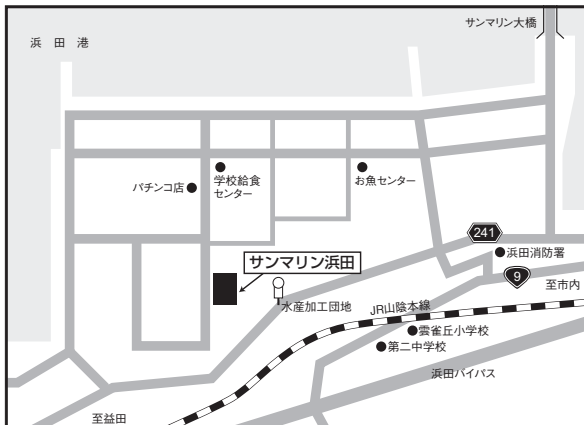 サンマリン大橋
浜田港
学校給食
センター
パチンコ店
お魚センター
241
浜田消防署
サンマリン浜田
9
至市内
水産加工団地
JR山陰本線
雲雀丘小学校
第二中学校
浜田バイパス
至益田